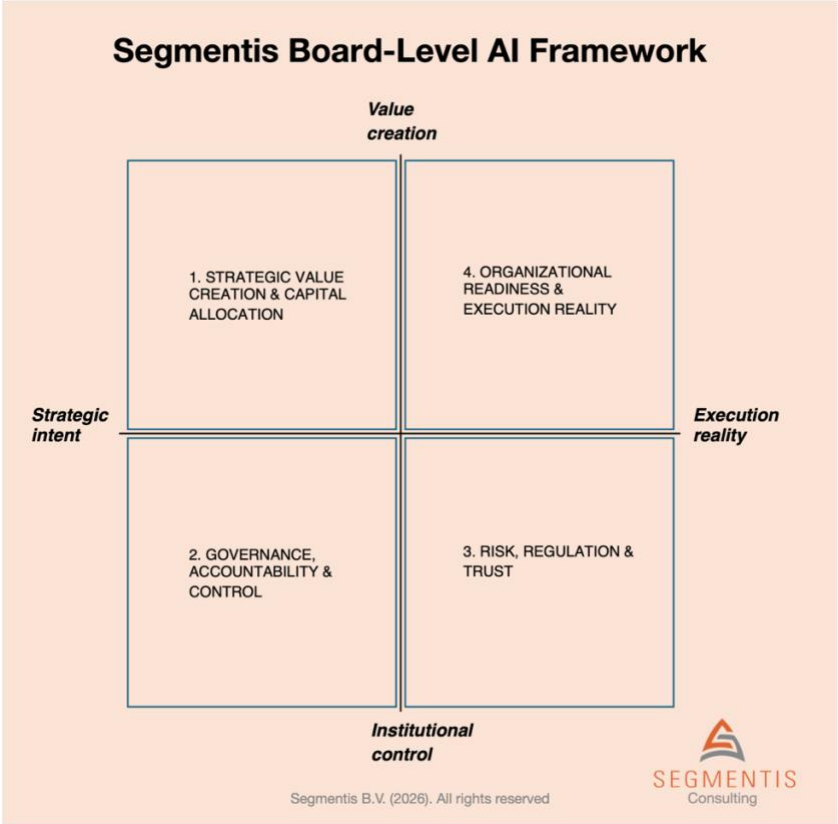 Segmentis Board-Level AI Framework
Value
creation
1. STRATEGIC VALUE
CREATION & CAPITAL
ALLOCATION
4. ORGANIZATIONAL
READINESS &
EXECUTION REALITY
Strategic
intent
Execution
reality
2. GOVERNANCE,
ACCOUNTABILITY &
CONTROL
3. RISK, REGULATION &
TRUST
Institutional
control
SEGMENTIS
Consulting
Segmentis B.V. (2026). All rights reserved